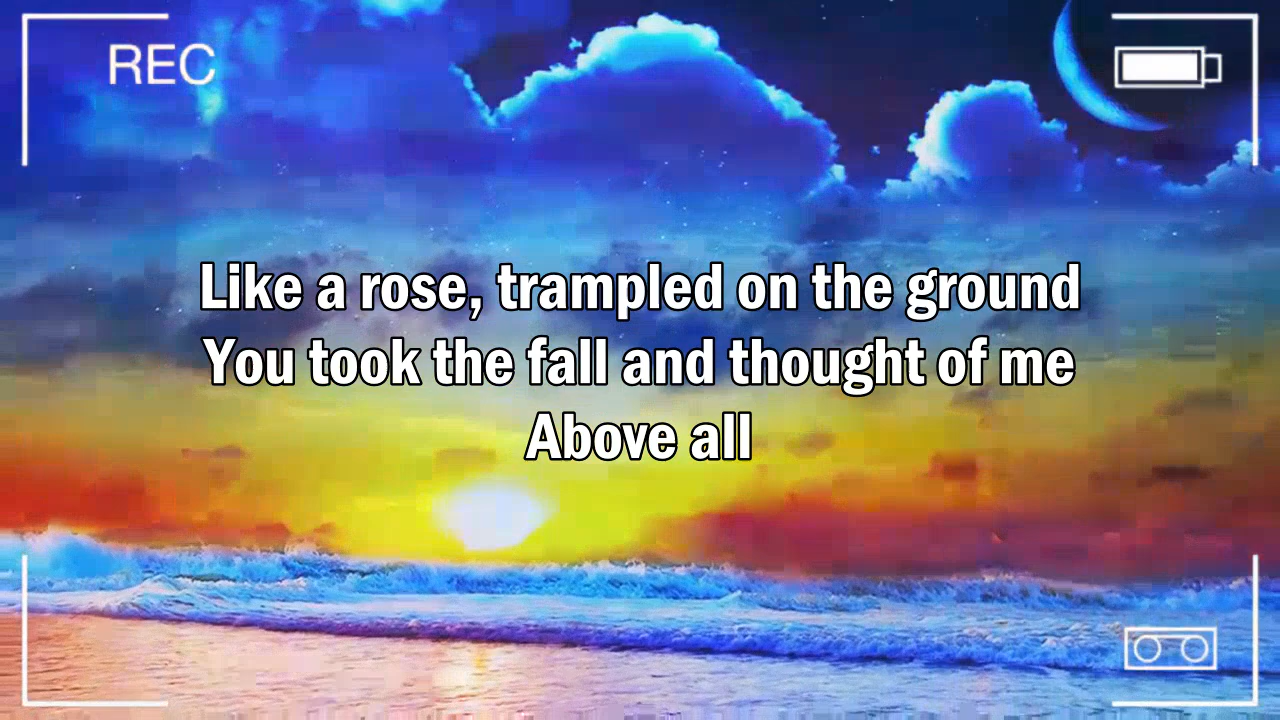 REC
Like a rose, trampled on the ground
You took the fall and thought of me
Above all